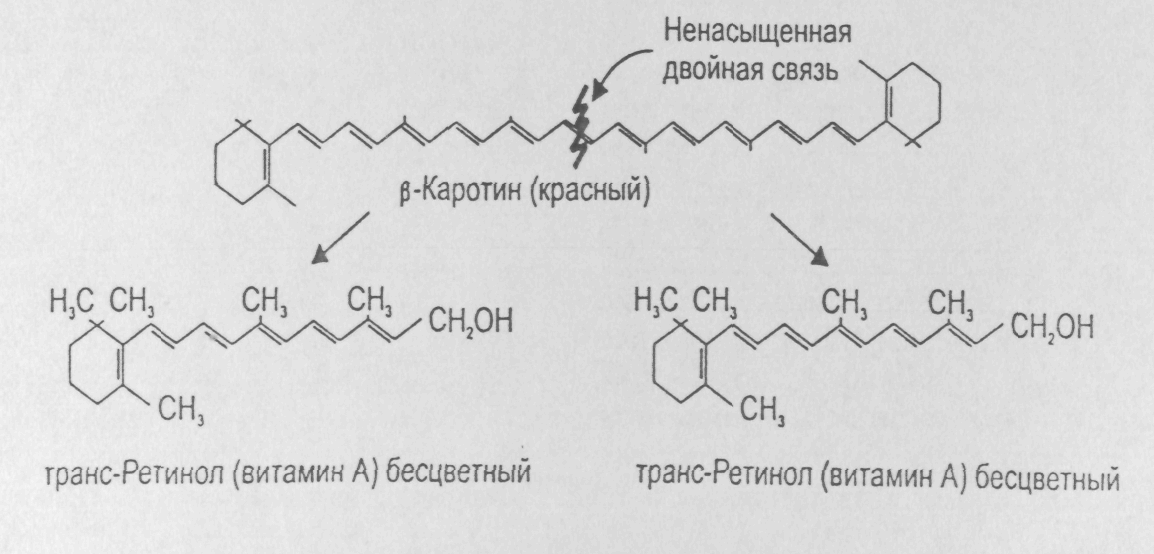 Ненасыщенная
двойная связь
β-Каротин (красный)
H₃C CH₃ CH₃ CH₃
CH₂OH
CH₃
H₃C CH₃ CH₃ CH₃
CH₂OH
CH₃
транс-Ретинол (витамин А) бесцветный
транс-Ретинол (витамин А) бесцветный